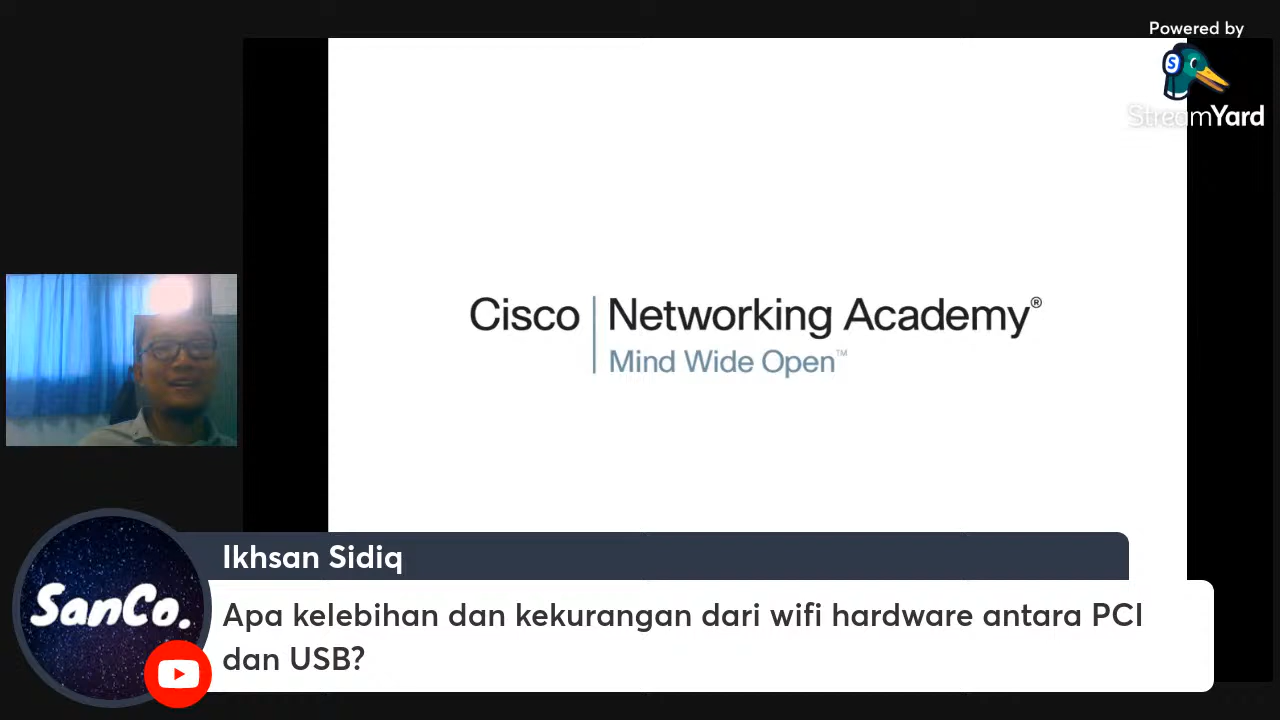 Powered by
S
StreamYard
Cisco Networking Academy®
Mind Wide Open™
SanCo.
Ikhsan Sidiq
Apa kelebihan dan kekurangan dari wifi hardware antara PCI
dan USB?